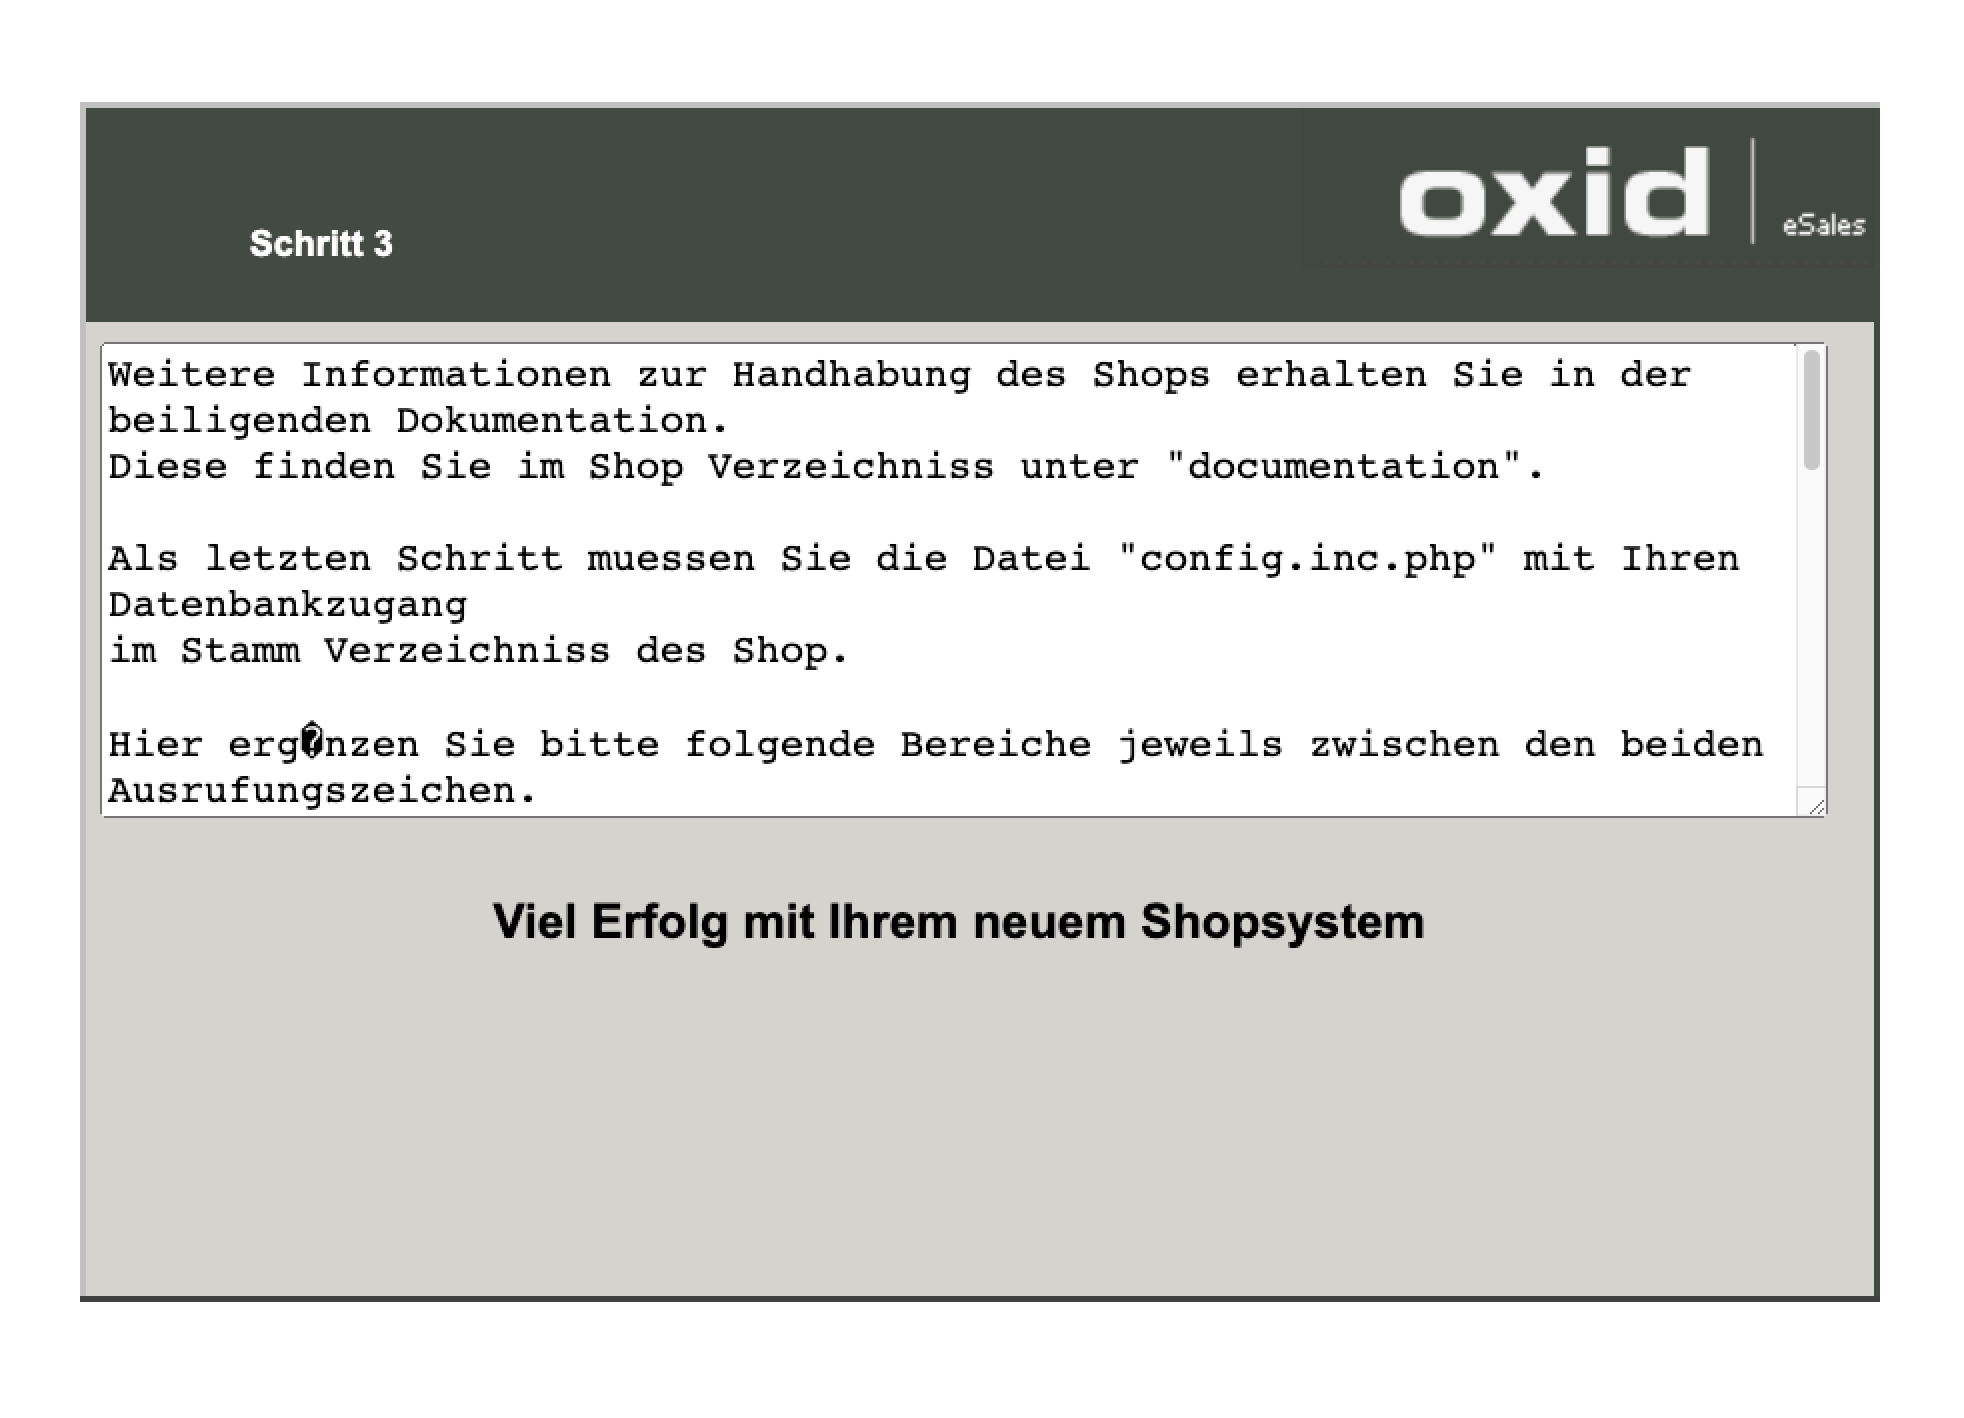 oxid
eSales
Schritt 3
Weitere Informationen zur Handhabung des Shops erhalten Sie in der
beiligenden Dokumentation.
Diese finden Sie im Shop Verzeichniss unter "documentation".
Als letzten Schritt muessen Sie die Datei "config.inc.php" mit Ihren
Datenbankzugang
im Stamm Verzeichniss des Shop.
Hier erg�nzen Sie bitte folgende Bereiche jeweils zwischen den beiden
Ausrufungszeichen.
Viel Erfolg mit Ihrem neuem Shopsystem